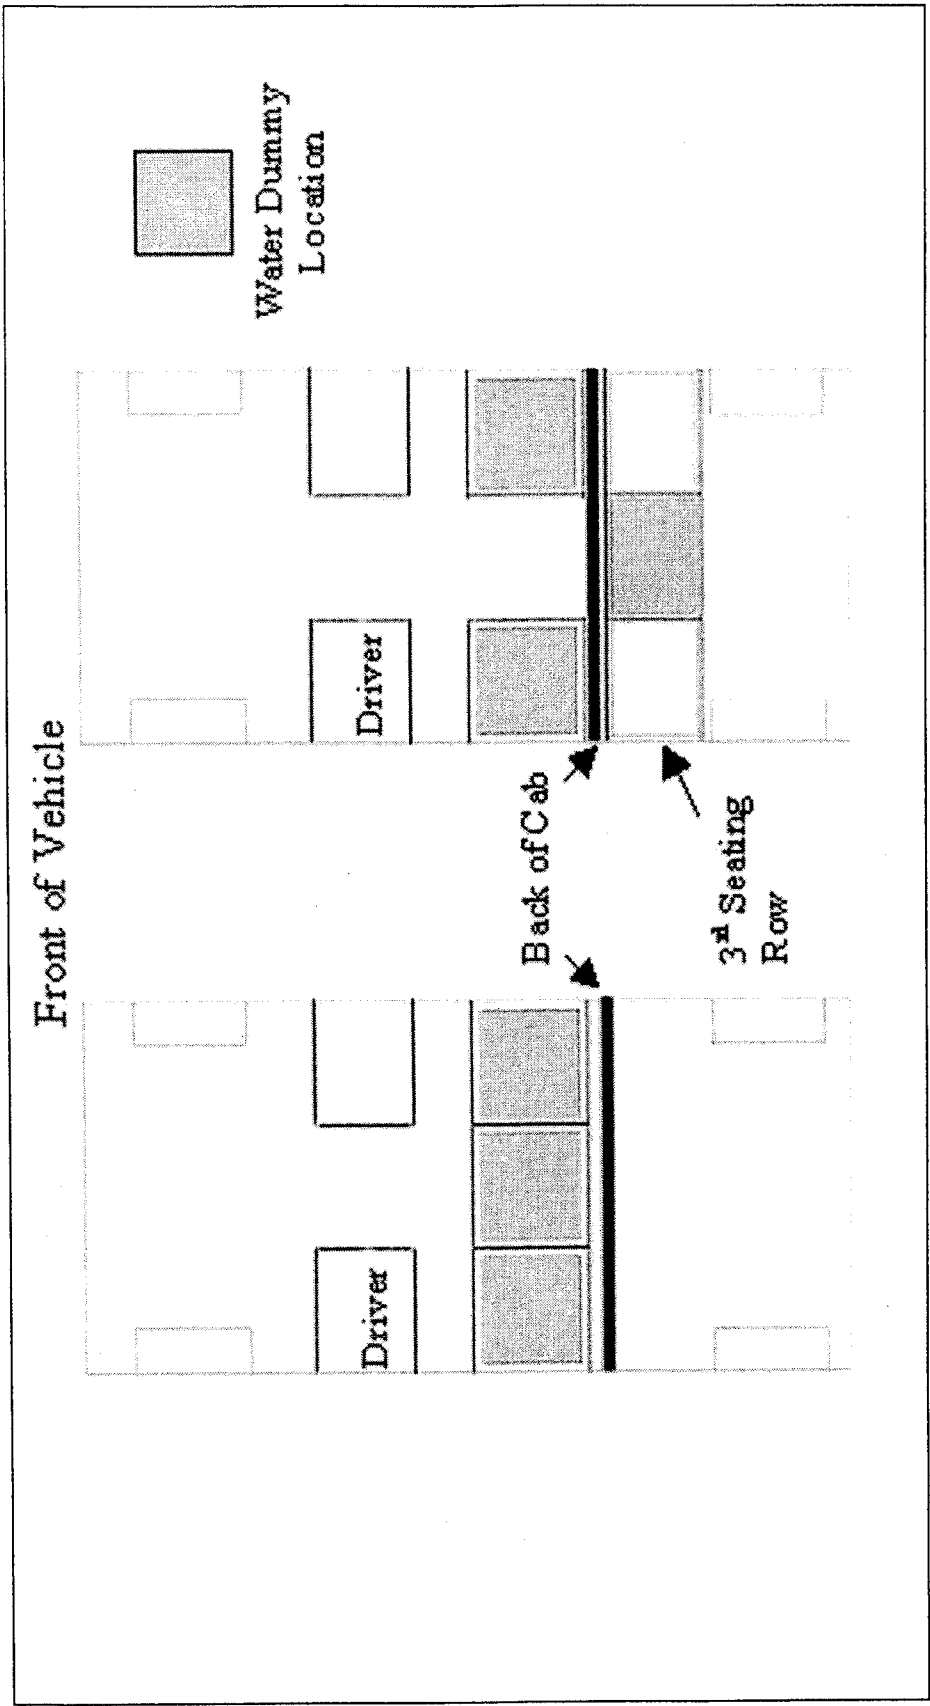 Front of Vehicle
Driver
Driver
Back of Cab
3rd Seating
Row
Water Dummy
Location